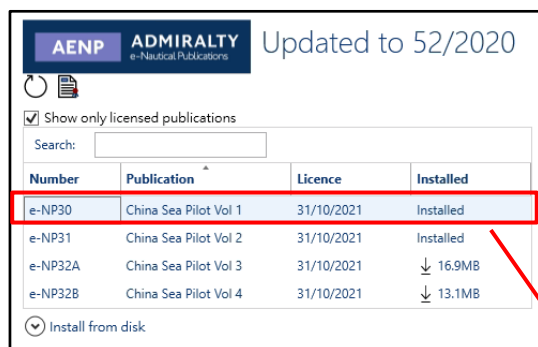 AENP ADMIRALTY e-Nautical Publications Updated to 52/2020
Show only licensed publications
Search:
Number Publication Licence Installed
e-NP30 China Sea Pilot Vol 1 31/10/2021 Installed
e-NP31 China Sea Pilot Vol 2 31/10/2021 Installed
e-NP32A China Sea Pilot Vol 3 31/10/2021 16.9MB
e-NP32B China Sea Pilot Vol 4 31/10/2021 13.1MB
Install from disk